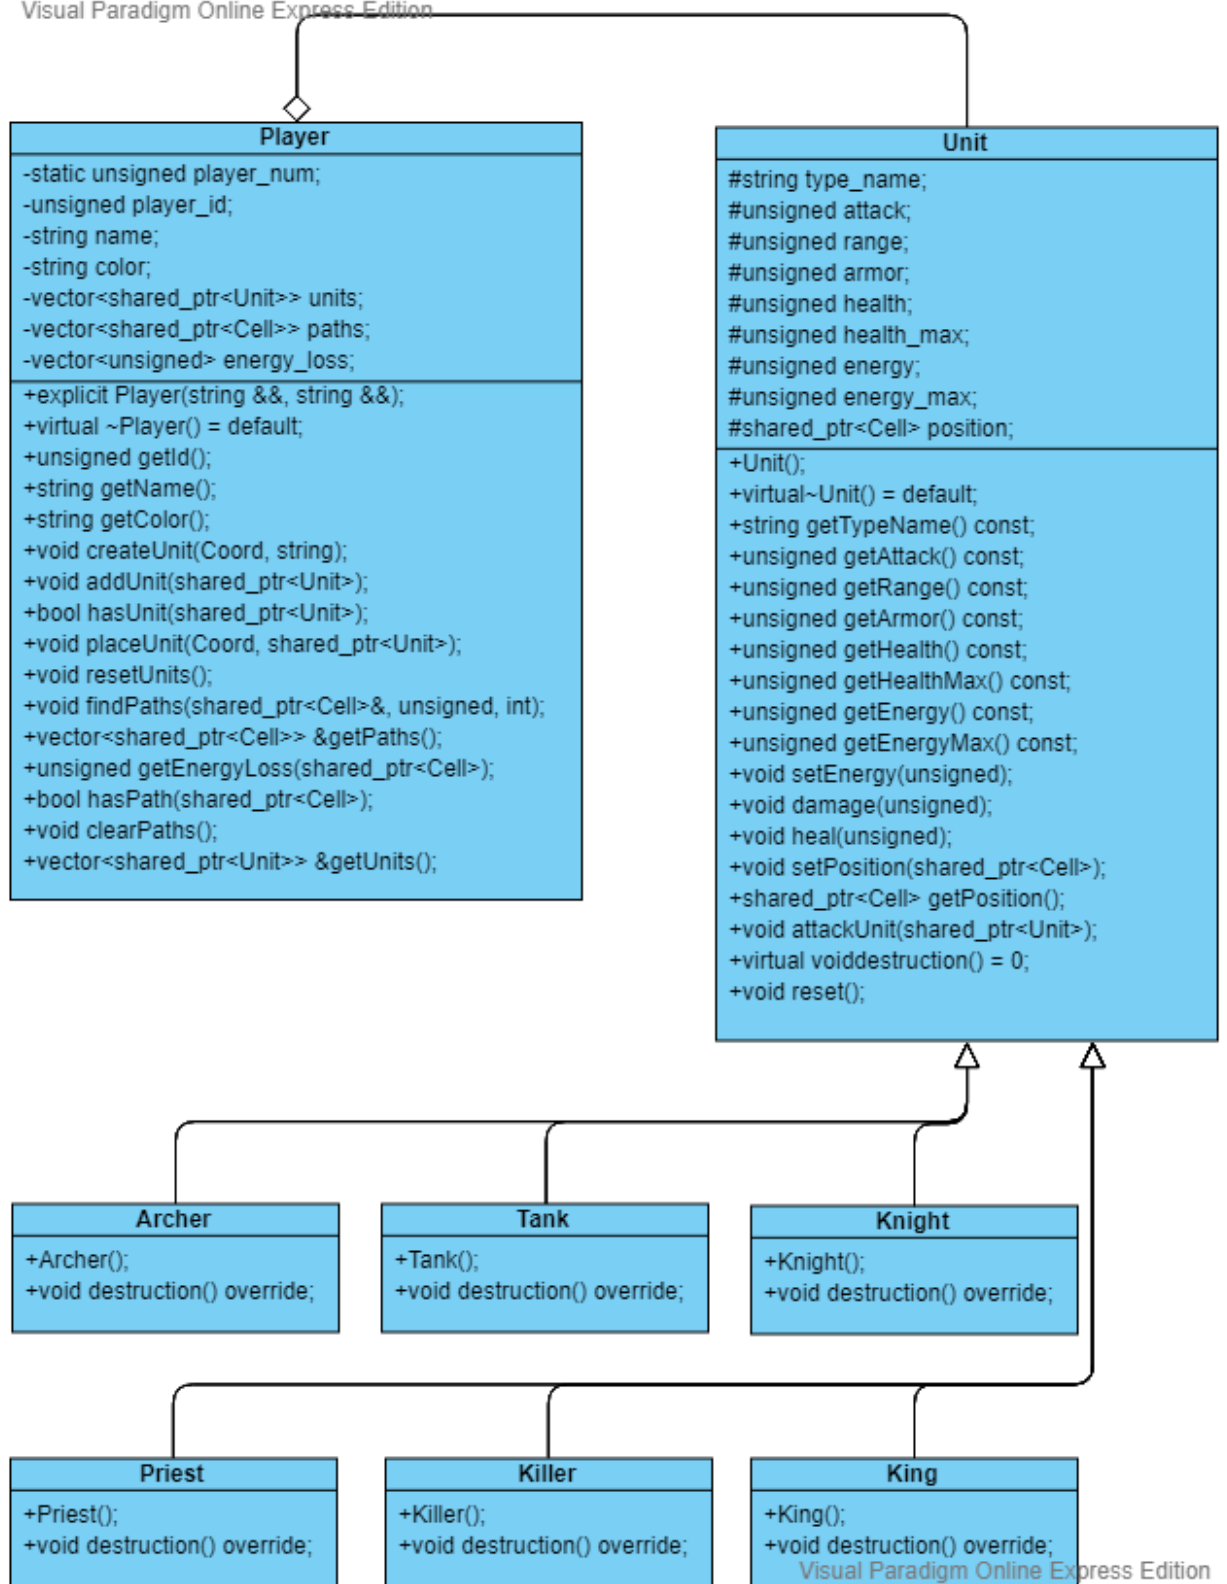 Visual Paradigm Online Express Edition
Player
-static unsigned player_num;
-unsigned player_id;
-string name;
-string color;
-vector<shared_ptr<Unit>> units;
-vector<shared_ptr<Cell>> paths;
-vector<unsigned> energy_loss;
+explicit Player(string &&, string &&);
+virtual ~Player() = default;
+unsigned getId();
+string getName();
+string getColor();
+void createUnit(Coord, string);
+void addUnit(shared_ptr<Unit>);
+bool hasUnit(shared_ptr<Unit>);
+void placeUnit(Coord, shared_ptr<Unit>);
+void resetUnits();
+void findPaths(shared_ptr<Cell>&, unsigned, int);
+vector<shared_ptr<Cell>> &getPaths();
+unsigned getEnergyLoss(shared_ptr<Cell>);
+bool hasPath(shared_ptr<Cell>);
+void clearPaths();
+vector<shared_ptr<Unit>> &getUnits();
Unit
#string type_name;
#unsigned attack;
#unsigned range;
#unsigned armor;
#unsigned health;
#unsigned health_max;
#unsigned energy;
#unsigned energy_max;
#shared_ptr<Cell> position;
+Unit();
+virtual~Unit() = default;
+string getTypeName() const;
+unsigned getAttack() const;
+unsigned getRange() const;
+unsigned getArmor() const;
+unsigned getHealth() const;
+unsigned getHealthMax() const;
+unsigned getEnergy() const;
+unsigned getEnergyMax() const;
+void setEnergy(unsigned);
+void damage(unsigned);
+void heal(unsigned);
+void setPosition(shared_ptr<Cell>);
+shared_ptr<Cell> getPosition();
+void attackUnit(shared_ptr<Unit>);
+virtual voiddestruction() = 0;
+void reset();
Archer
+Archer();
+void destruction() override;
Tank
+Tank();
+void destruction() override;
Knight
+Knight();
+void destruction() override;
Priest
+Priest();
+void destruction() override;
Killer
+Killer();
+void destruction() override;
King
+King();
+void destruction() override;
Visual Paradigm Online Express Edition